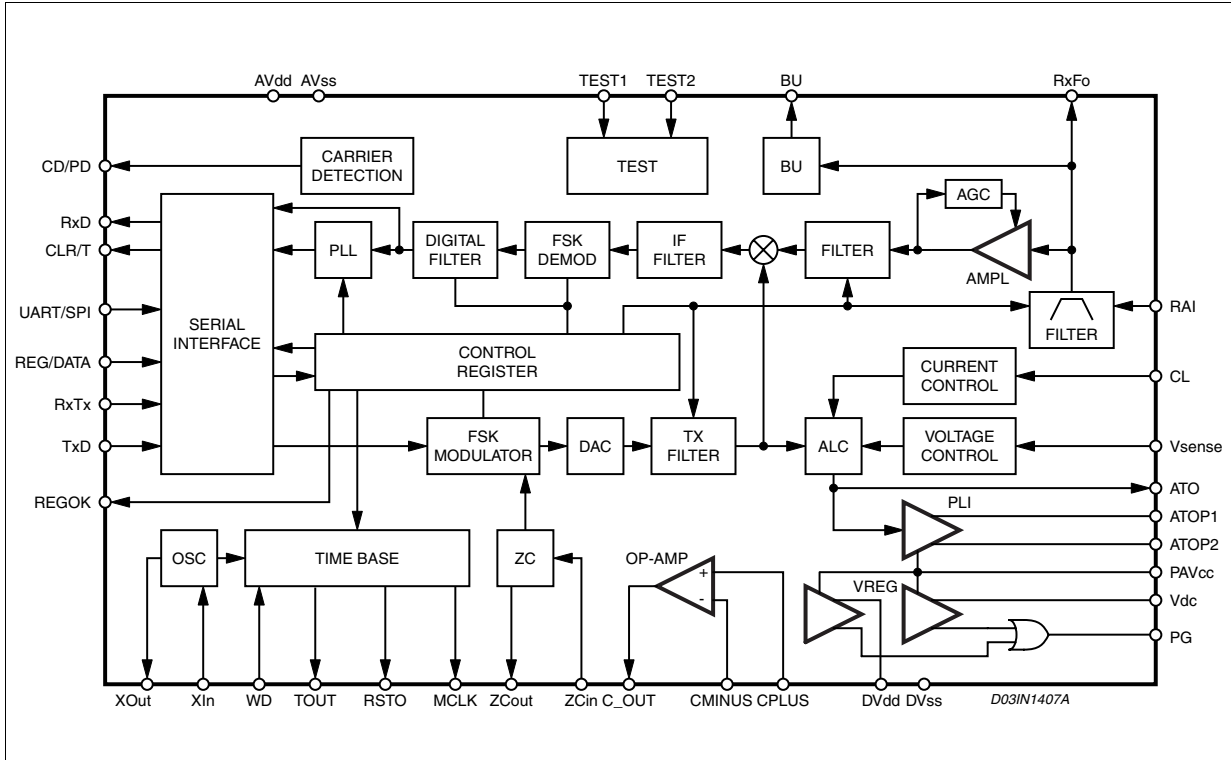 AVdd AVss TEST1 TEST2 BU RxFo
CD/PD
CARRIER
DETECTION
TEST
BU
AGC
RxD
CLR/T
PLL
DIGITAL
FILTER
FSK
DEMOD
IF
FILTER
FILTER
AMPL
UART/SPI
SERIAL
INTERFACE
FILTER
RAI
REG/DATA
CONTROL
REGISTER
CURRENT
CONTROL
CL
RxTx
TxD
FSK
MODULATOR
DAC
TX
FILTER
ALC
VOLTAGE
CONTROL
Vsense
REGOK
ATO
PLI
ATOP1
ATOP2
OSC
TIME BASE
ZC
OP-AMP
+
-
VREG
PAVcc
Vdc
PG
XOut XIn WD TOUT RSTO MCLK ZCout ZCin C_OUT CMINUS CPLUS DVdd DVss
D03IN1407A